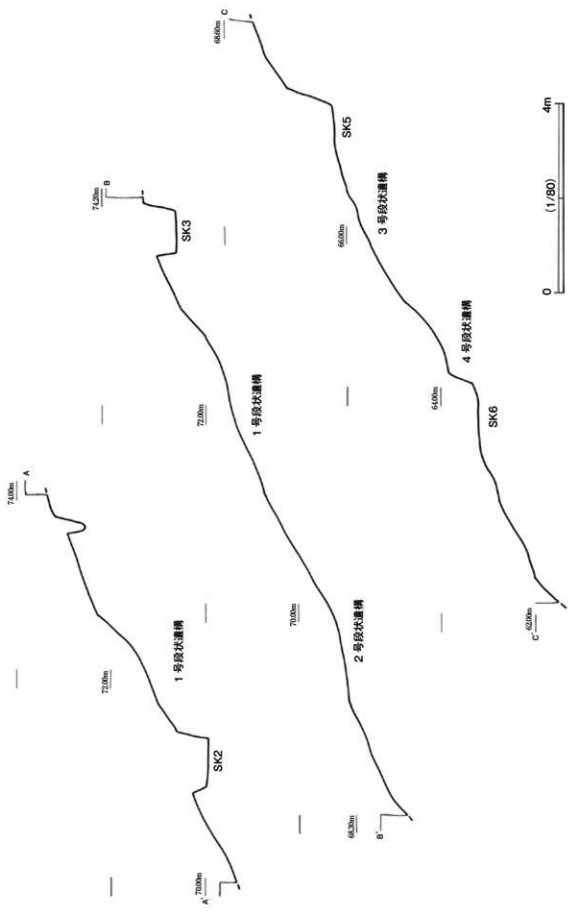 A
74.00m
72.00m
1号段状遺構
SK2
70.00m
A'
B
74.20m
SK3
72.00m
1号段状遺構
70.00m
2号段状遺構
68.30m
B'
C
68.60m
SK5
3号段状遺構
66.00m
4号段状遺構
64.00m
SK6
62.00m
C'
0
(1/80)
4m